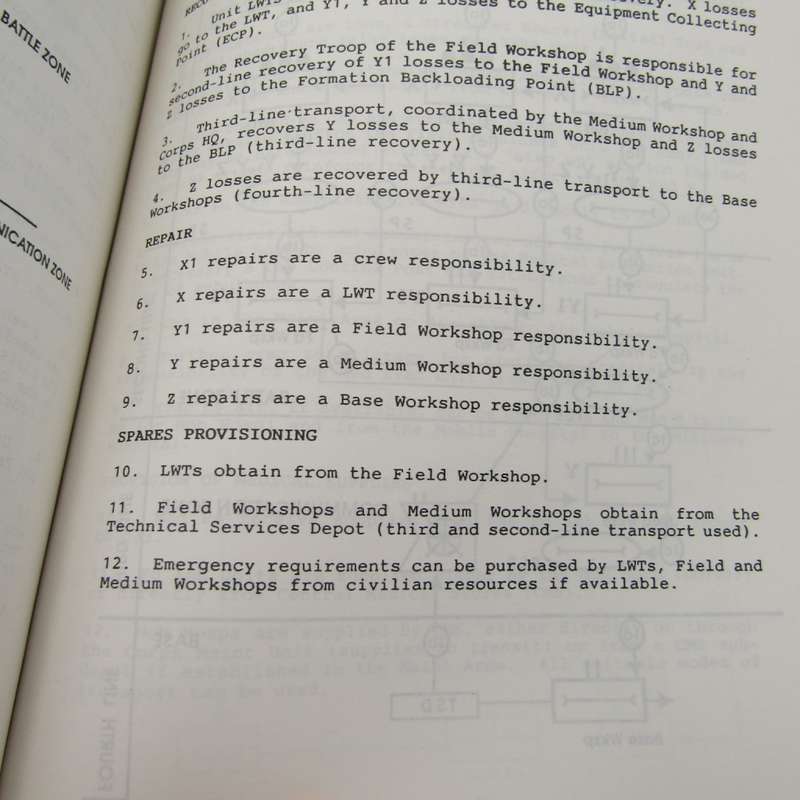 BATTLE ZONE
NICATION ZONE
RECO
1. Unit LWTs X losses
go to the LWT, and Y1, Y and Z losses to the Equipment Collecting
Point (ECP).
2. The Recovery Troop of the Field Workshop is responsible for
second-line recovery of Y1 losses to the Field Workshop and Y and
Z losses to the Formation Backloading Point (BLP).
3. Third-line transport, coordinated by the Medium Workshop and
Corps HQ, recovers Y losses to the Medium Workshop and Z losses
to the BLP (third-line recovery).
4. Z losses are recovered by third-line transport to the Base
Workshops (fourth-line recovery).
REPAIR
5. X1 repairs are a crew responsibility.
6. X repairs are a LWT responsibility.
7. Y1 repairs are a Field Workshop responsibility.
8. Y repairs are a Medium Workshop responsibility.
9. Z repairs are a Base Workshop responsibility.
SPARES PROVISIONING
10. LWTs obtain from the Field Workshop.
11. Field Workshops and Medium Workshops obtain from the
Technical Services Depot (third and second-line transport used).
12. Emergency requirements can be purchased by LWTs, Field and
Medium Workshops from civilian resources if available.